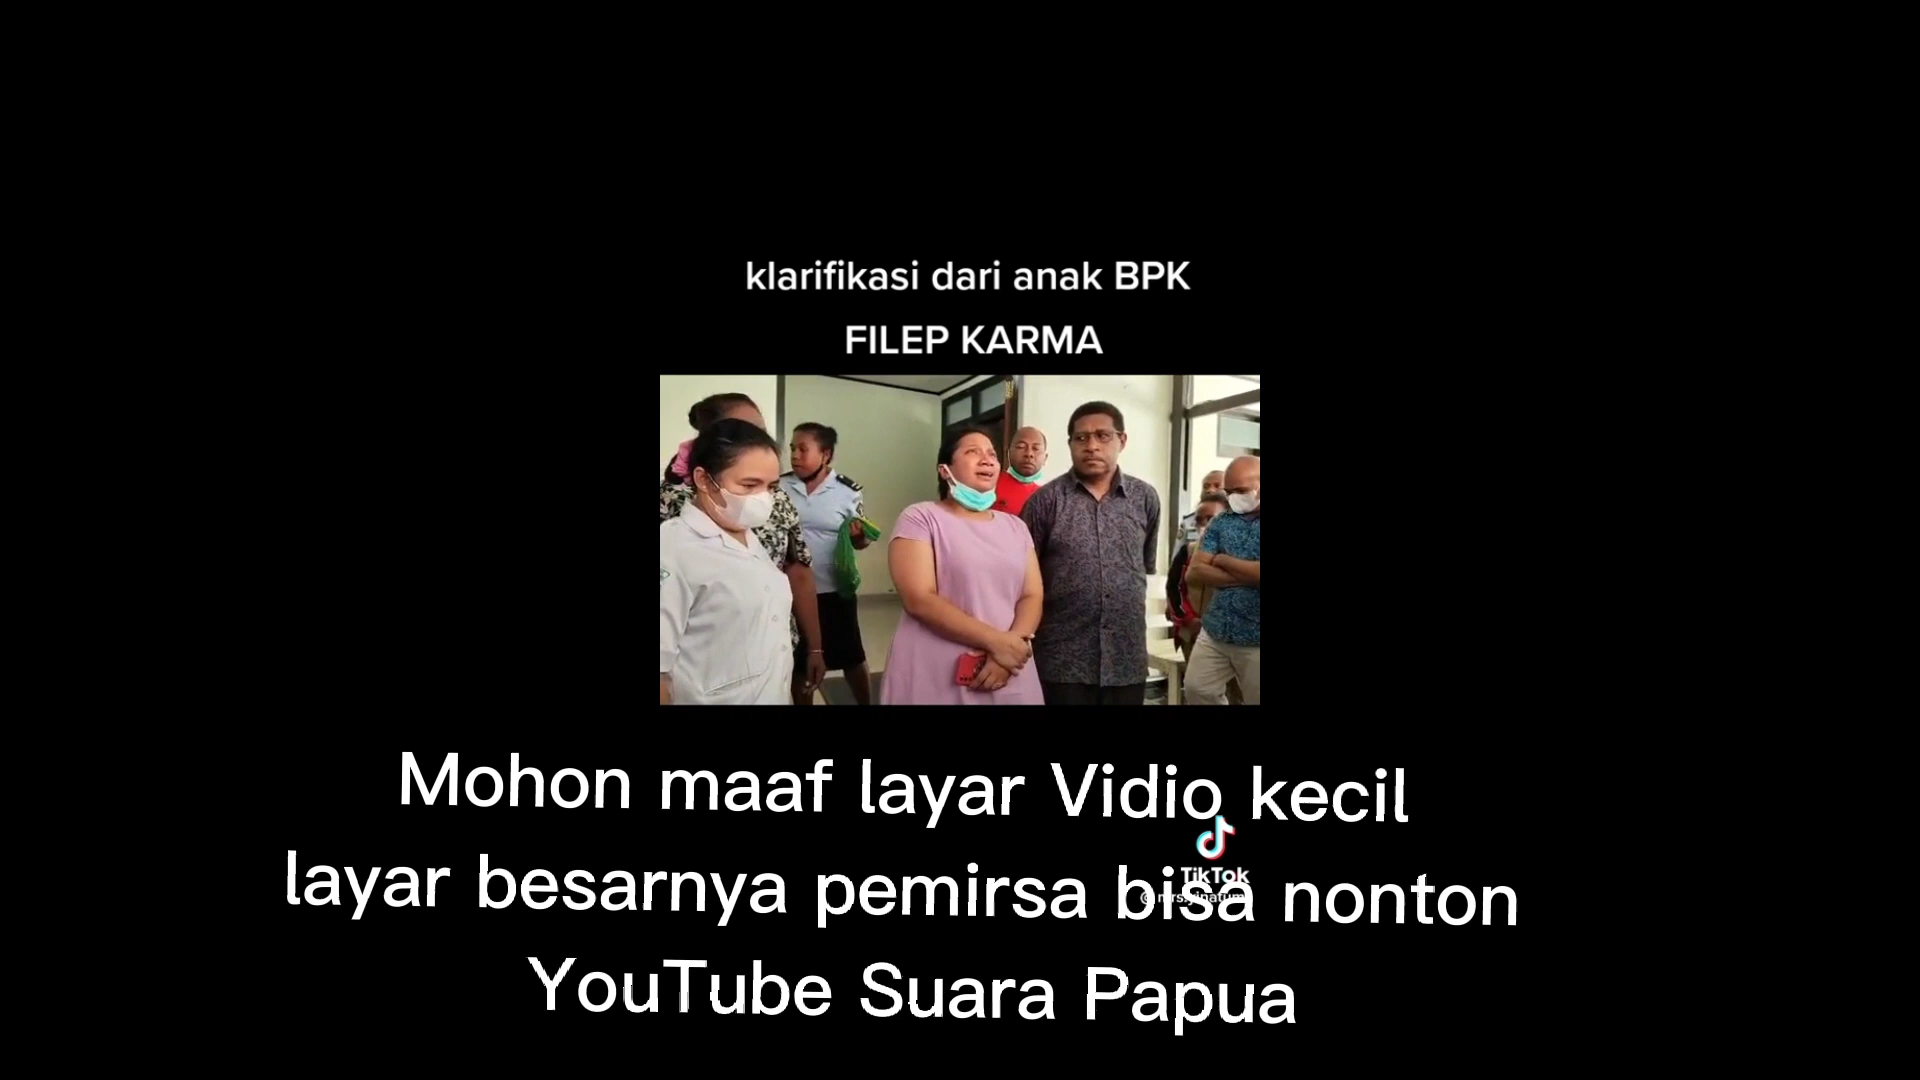 klarifikasi dari anak BPK
FILEP KARMA
Mohon maaf layar Vidio kecil
layar besarnya pemirsa bisa nonton
TikTok
YouTube Suara Papua